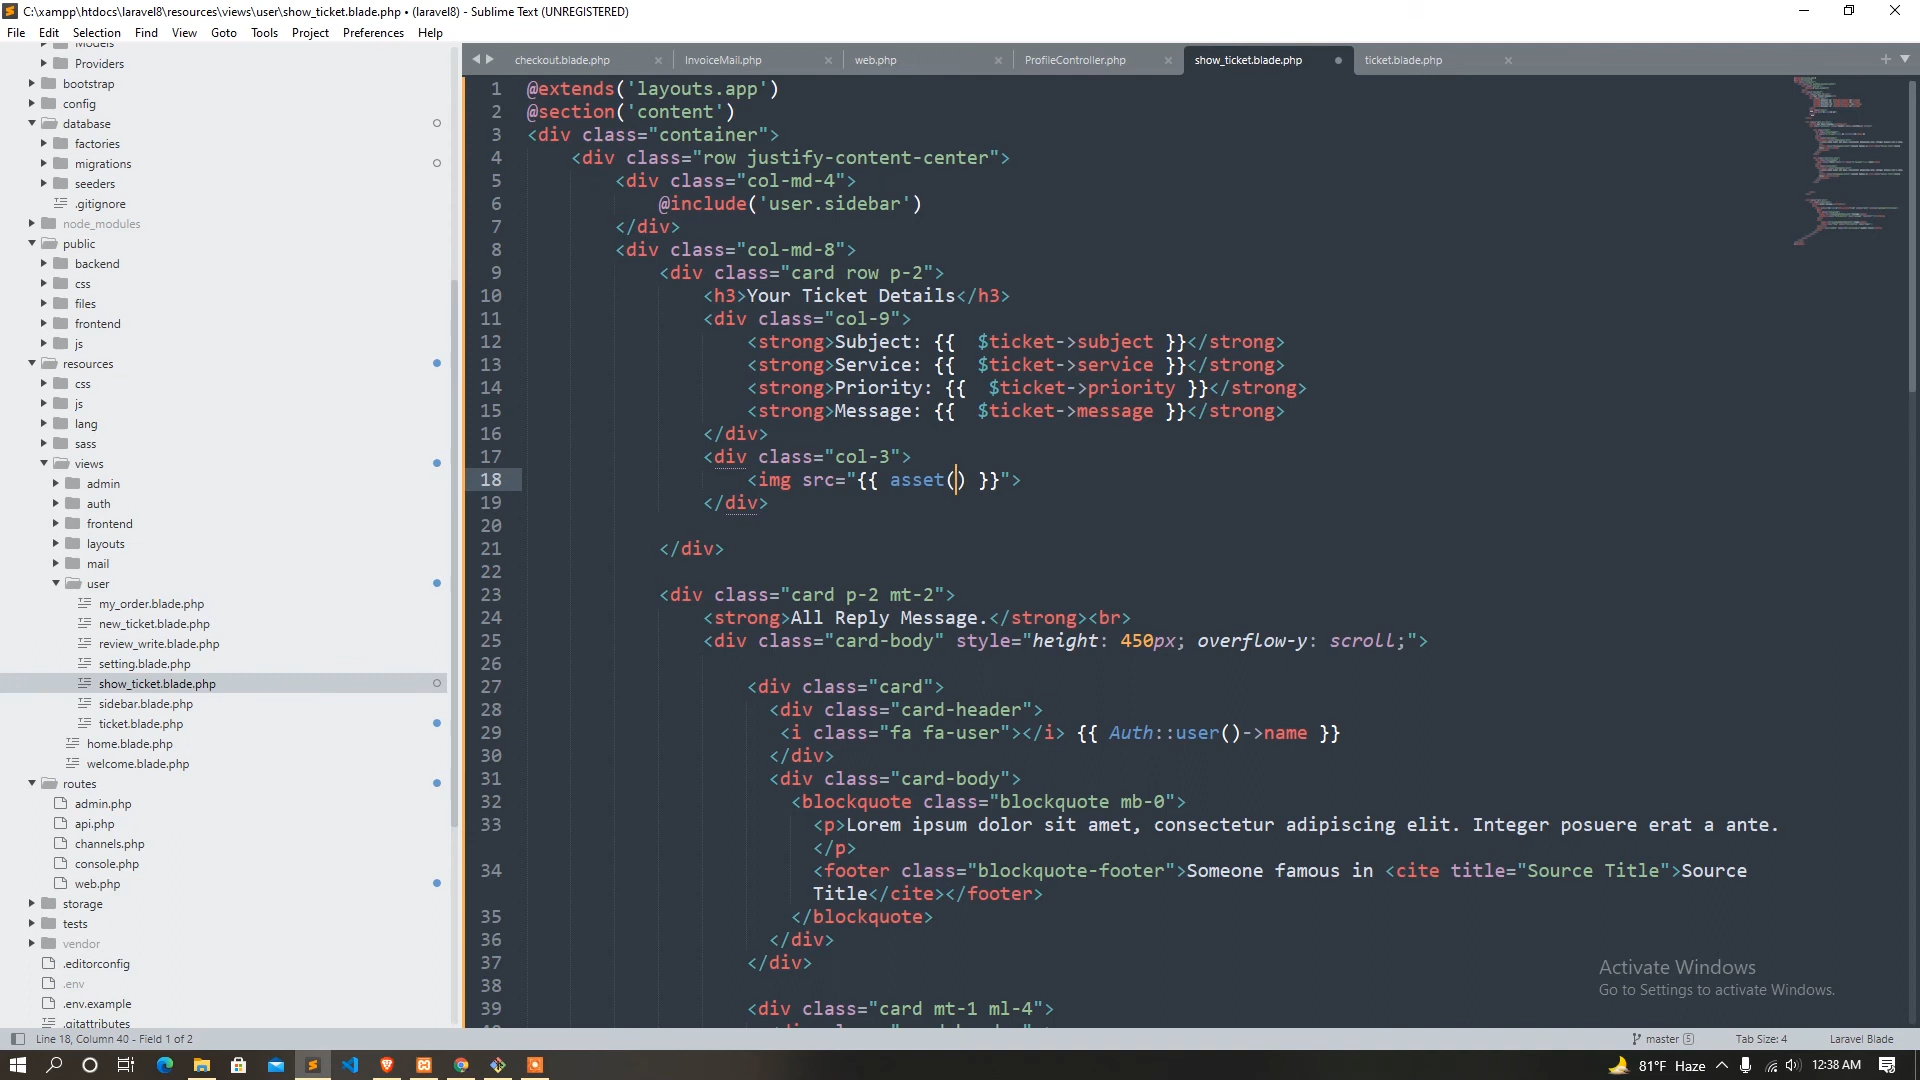 C:\xampp\htdocs\laravel8\resources\views\user\show_ticket.blade.php • (laravel8) - Sublime Text (UNREGISTERED)
File Edit Selection Find View Goto Tools Project Preferences Help
Models
Providers
bootstrap
config
database
factories
migrations
seeders
.gitignore
node_modules
public
backend
css
files
frontend
js
resources
css
js
lang
sass
views
admin
auth
frontend
layouts
mail
user
my_order.blade.php
new_ticket.blade.php
review_write.blade.php
setting.blade.php
show_ticket.blade.php
sidebar.blade.php
ticket.blade.php
home.blade.php
welcome.blade.php
routes
admin.php
api.php
channels.php
console.php
web.php
storage
tests
vendor
.editorconfig
.env
.env.example
.gitattributes
checkout.blade.php InvoiceMail.php web.php ProfileController.php show_ticket.blade.php ticket.blade.php
1 @extends('layouts.app')
2 @section('content')
3 <div class="container">
4 <div class="row justify-content-center">
5 <div class="col-md-4">
6 @include('user.sidebar')
7 </div>
8 <div class="col-md-8">
9 <div class="card row p-2">
10 <h3>Your Ticket Details</h3>
11 <div class="col-9">
12 <strong>Subject: {{  $ticket->subject }}</strong>
13 <strong>Service: {{  $ticket->service }}</strong>
14 <strong>Priority: {{  $ticket->priority }}</strong>
15 <strong>Message: {{  $ticket->message }}</strong>
16 </div>
17 <div class="col-3">
18 <img src="{{ asset() }}">
19 </div>
20
21 </div>
22
23 <div class="card p-2 mt-2">
24 <strong>All Reply Message.</strong><br>
25 <div class="card-body" style="height: 450px; overflow-y: scroll;">
26
27 <div class="card">
28 <div class="card-header">
29 <i class="fa fa-user"></i> {{ Auth::user()->name }}
30 </div>
31 <div class="card-body">
32 <blockquote class="blockquote mb-0">
33 <p>Lorem ipsum dolor sit amet, consectetur adipiscing elit. Integer posuere erat a ante.
</p>
34 <footer class="blockquote-footer">Someone famous in <cite title="Source Title">Source
Title</cite></footer>
35 </blockquote>
36 </div>
37 </div>
38
39 <div class="card mt-1 ml-4">
Activate Windows
Go to Settings to activate Windows.
Line 18, Column 40 - Field 1 of 2
master 5 Tab Size: 4 Laravel Blade
81°F Haze 12:38 AM